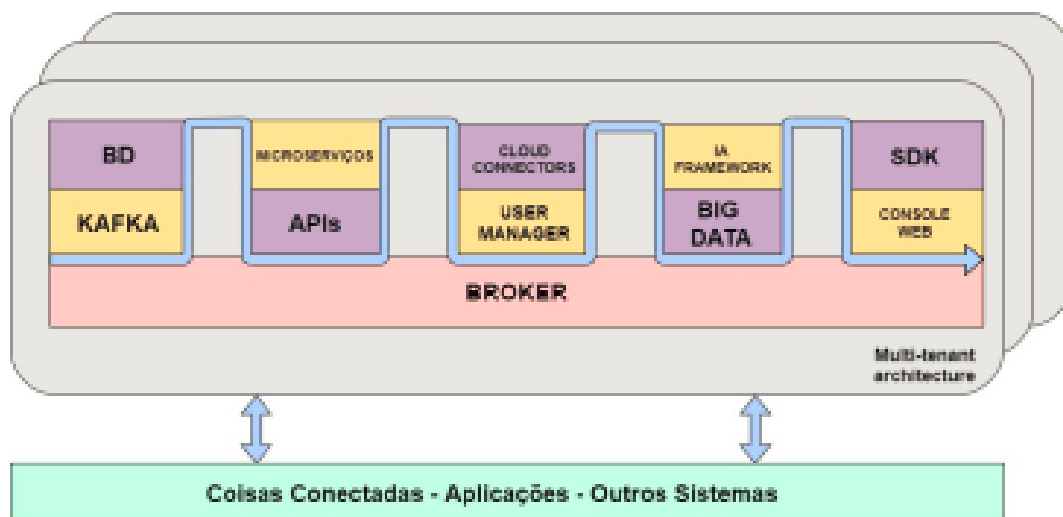 BD
KAFKA
MICROSERVIÇOS
APIs
CLOUD
CONNECTORS
USER
MANAGER
IA
FRAMEWORK
BIG
DATA
SDK
CONSOLE
WEB
BROKER
Multi-tenant
architecture
Coisas Conectadas - Aplicações - Outros Sistemas